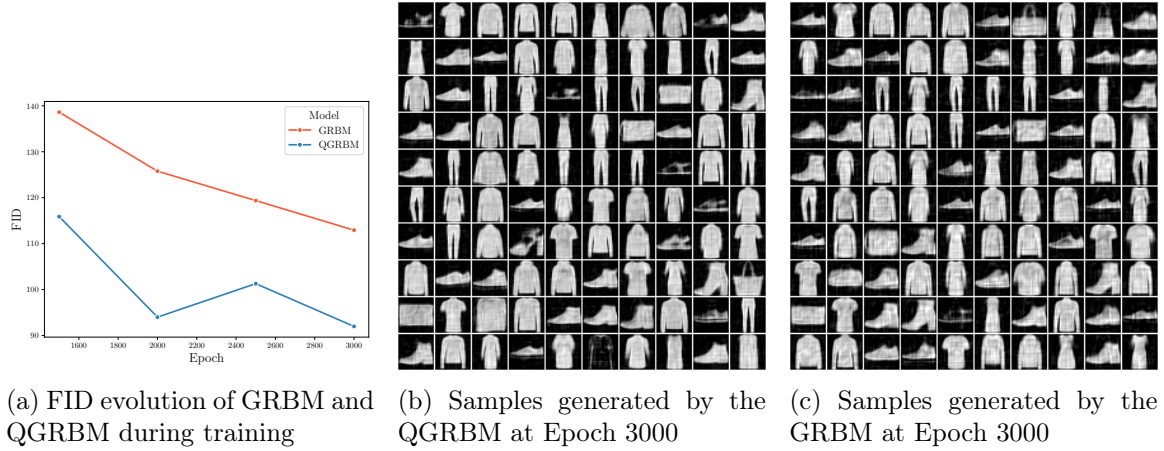 140
130
120
110
100
90
FID
1600 1800 2000 2200 2400 2600 2800 3000
Epoch
Model
GRBM
QGRBM
(a) FID evolution of GRBM and
QGRBM during training
(b) Samples generated by the
QGRBM at Epoch 3000
(c) Samples generated by the
GRBM at Epoch 3000